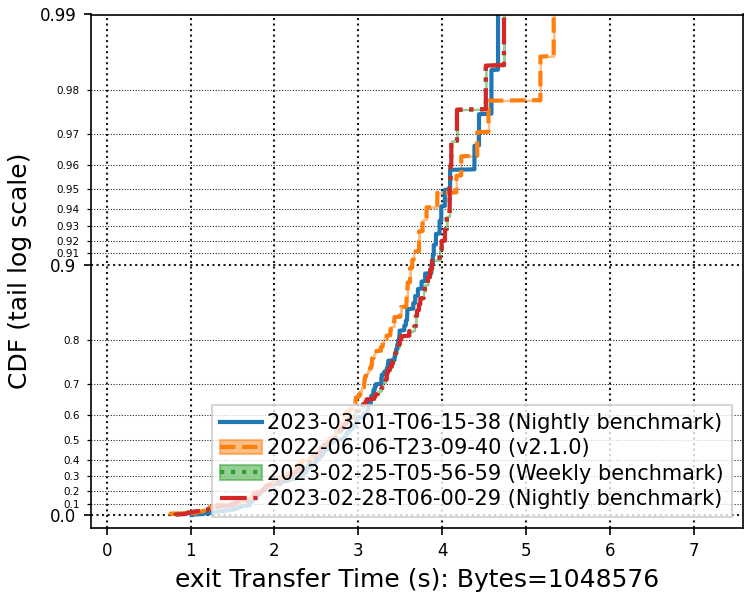 CDF (tail log scale)
0.99
0.98
0.97
0.96
0.95
0.94
0.93
0.92
0.91
0.9
0.8
0.7
0.6
0.5
0.4
0.3
0.2
0.1
0.0
2023-03-01-T06-15-38 (Nightly benchmark)
2022-06-06-T23-09-40 (v2.1.0)
2023-02-25-T05-56-59 (Weekly benchmark)
2023-02-28-T06-00-29 (Nightly benchmark)
0 1 2 3 4 5 6 7
exit Transfer Time (s): Bytes=1048576